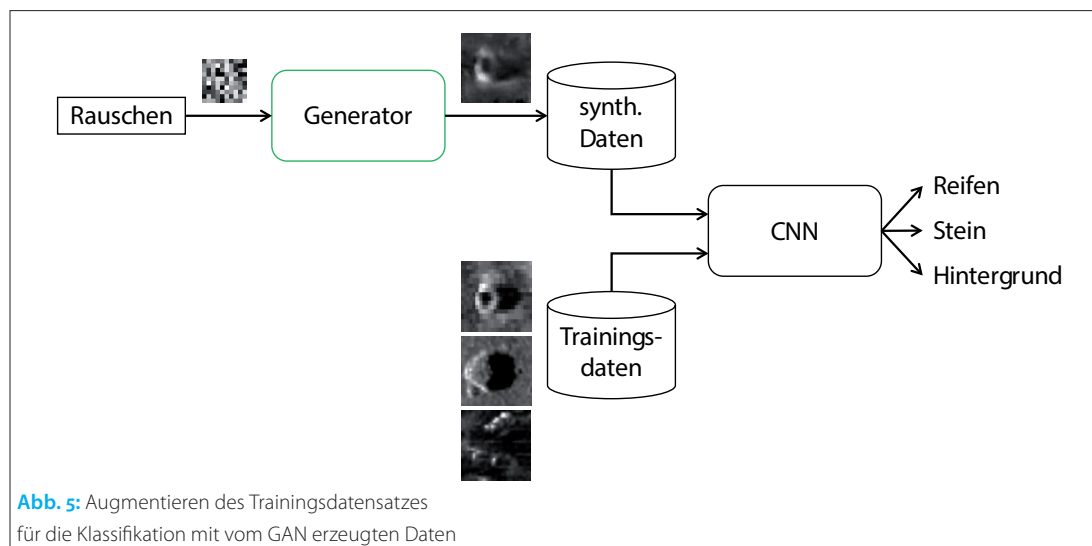 Rauschen
Generator
synth.
Daten
CNN
Reifen
Stein
Hintergrund
Trainings-
daten
Abb. 5: Augmentieren des Trainingsdatensatzes
für die Klassifikation mit vom GAN erzeugten Daten